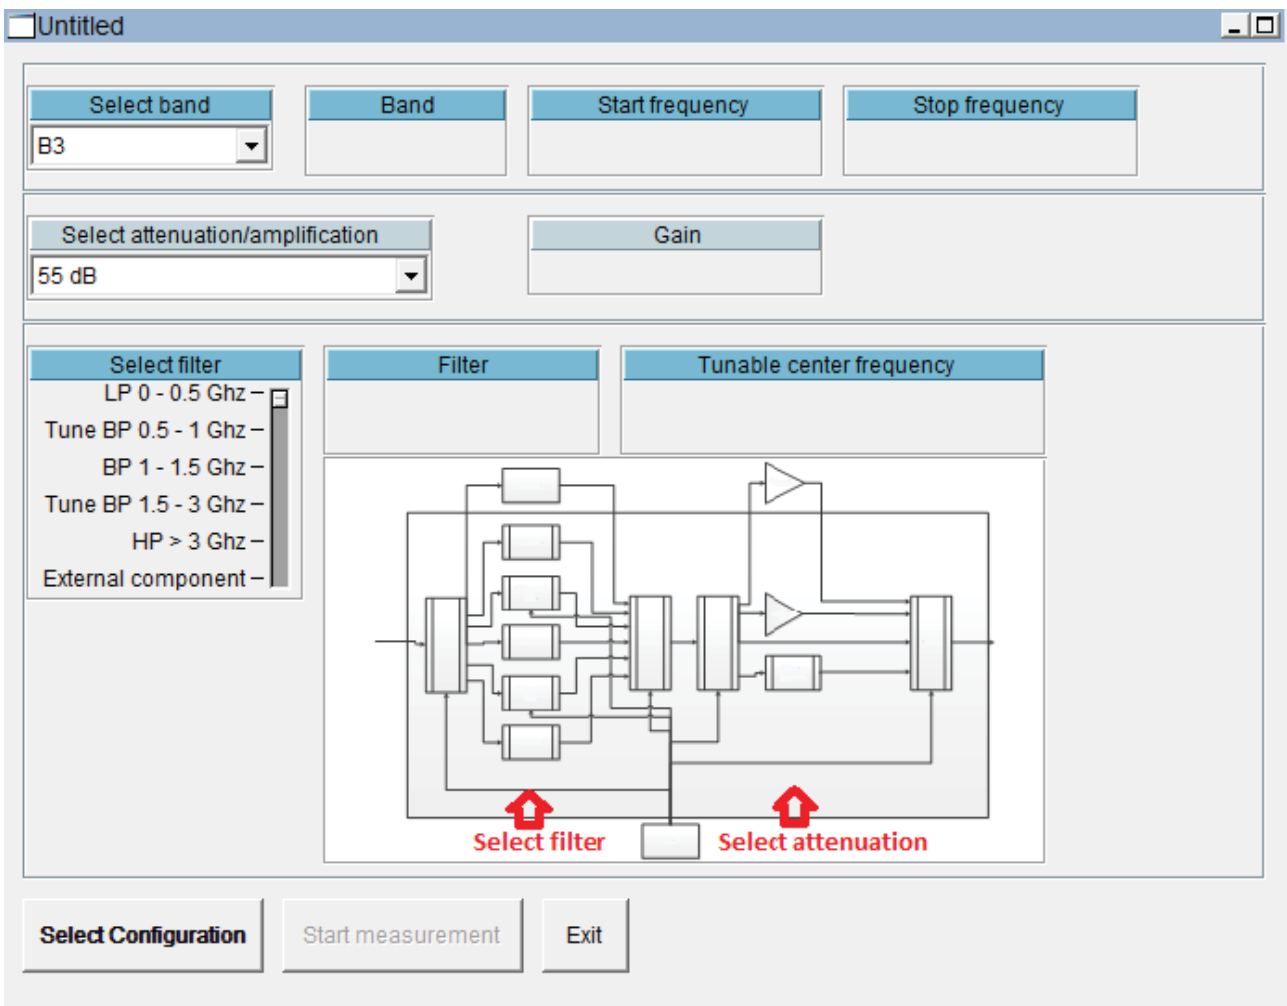 Untitled
Select band
Band
Start frequency
Stop frequency
B3
Select attenuation/amplification
Gain
55 dB
Select filter
Filter
Tunable center frequency
LP 0 - 0.5 Ghz
Tune BP 0.5 - 1 Ghz
BP 1 - 1.5 Ghz
Tune BP 1.5 - 3 Ghz
HP > 3 Ghz
External component
Select filter
Select attenuation
Select Configuration
Start measurement
Exit